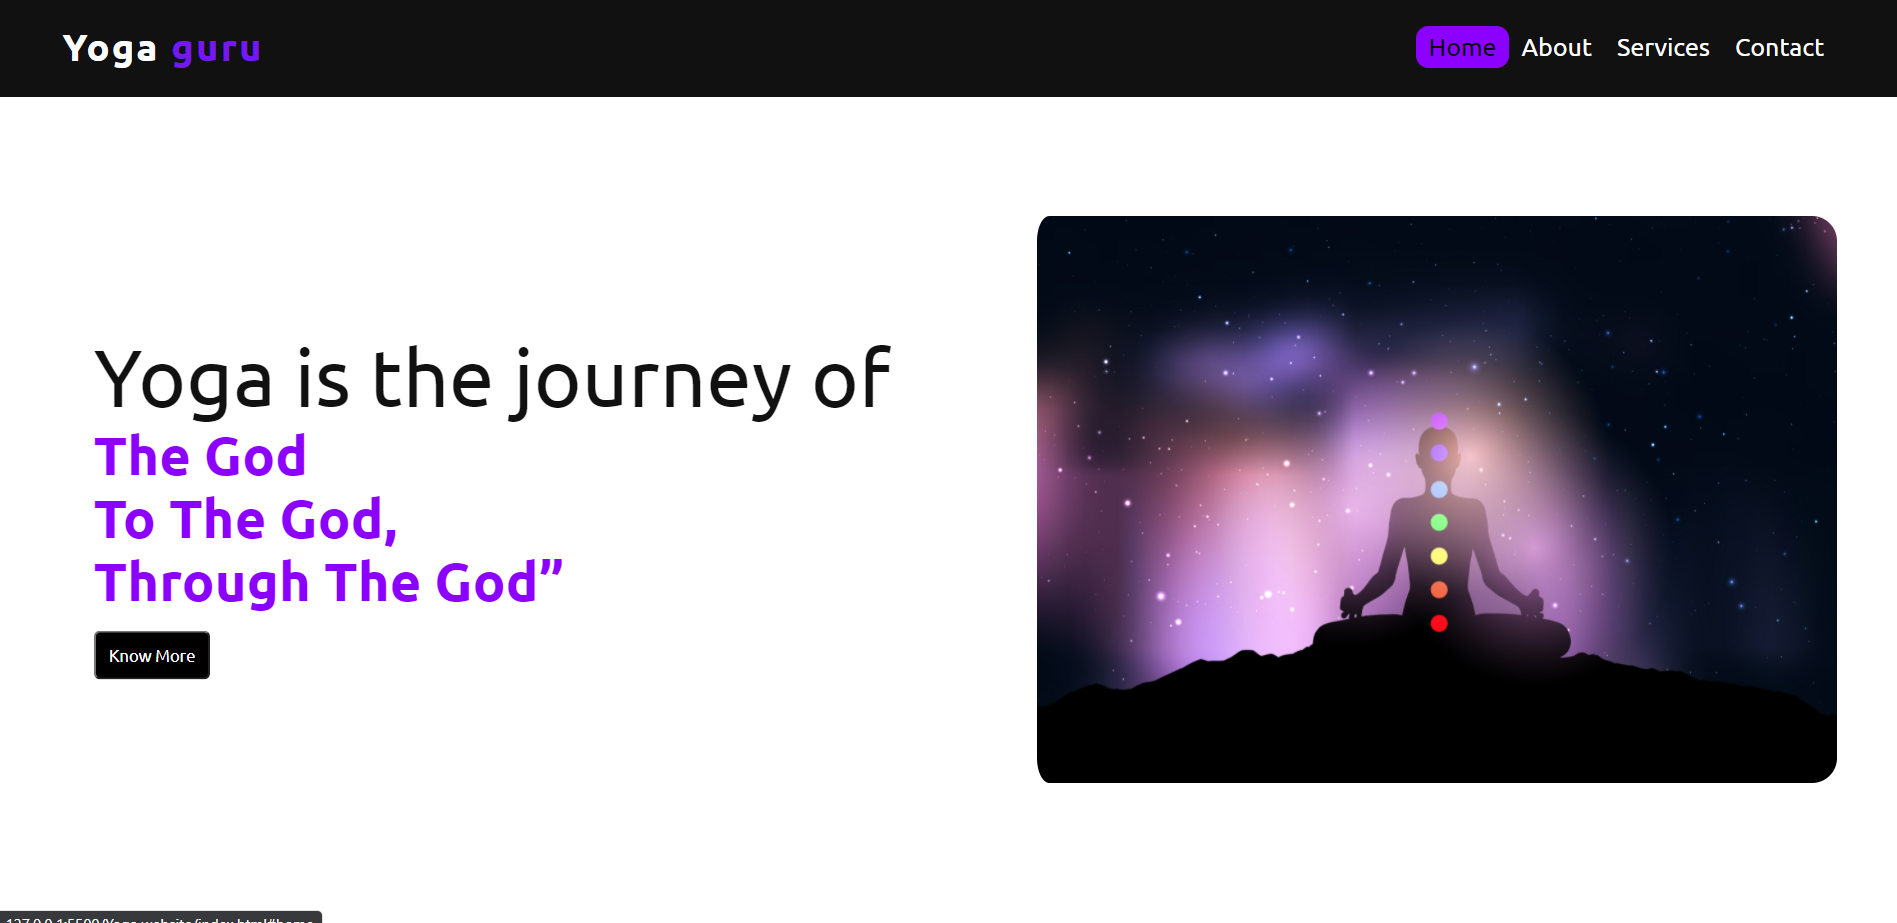 Yoga guru
Home About Services Contact
Yoga is the journey of
The God
To The God,
Through The God”
Know More